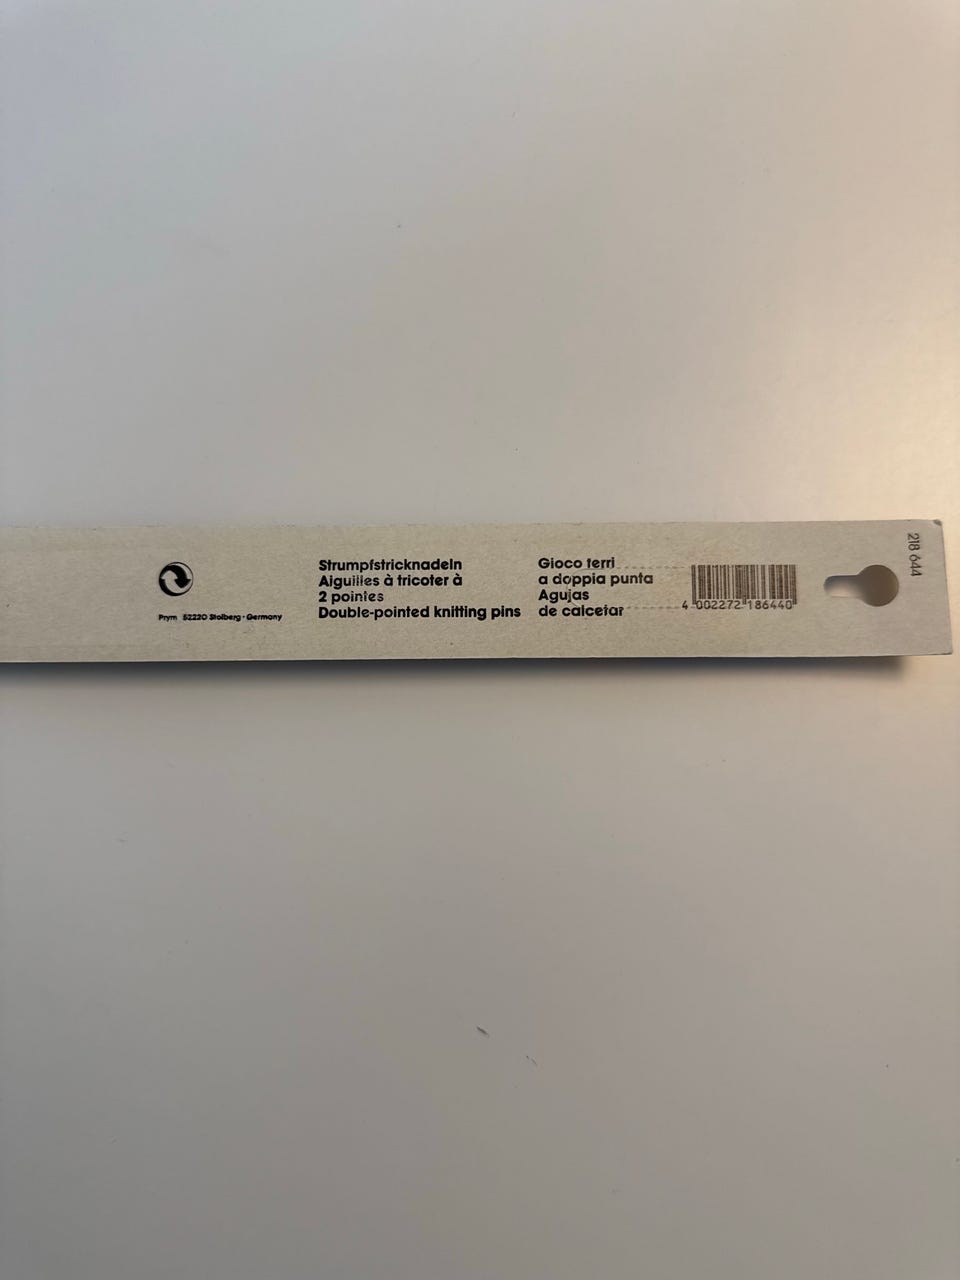 Prym 52220 Stolberg · Germany
Strumpfstricknadeln
Aiguilles à tricoter à
2 pointes
Double-pointed knitting pins
Gioco ferri
a doppia punta
Agujas
de calcetar
4 002272 186440
218 644